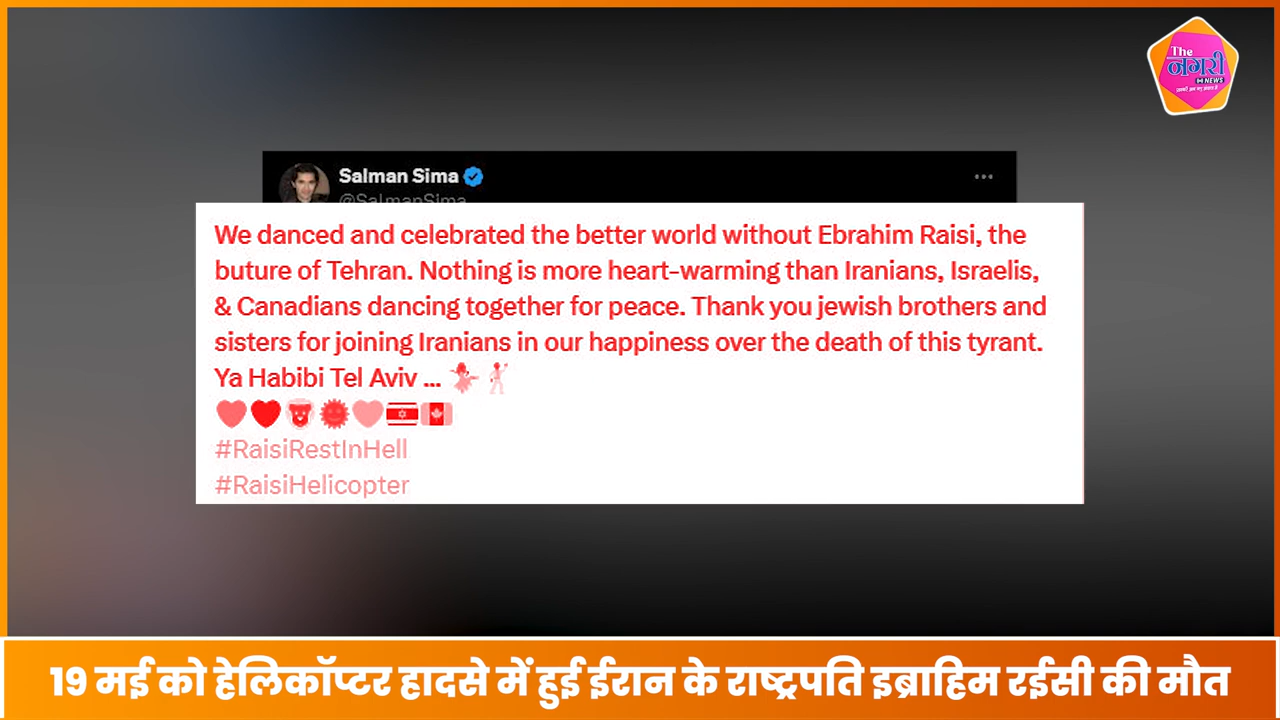 The
नगरी
NEWS
Salman Sima
@SalmanSima
We danced and celebrated the better world without Ebrahim Raisi, the
buture of Tehran. Nothing is more heart-warming than Iranians, Israelis,
& Canadians dancing together for peace. Thank you jewish brothers and
sisters for joining Iranians in our happiness over the death of this tyrant.
Ya Habibi Tel Aviv ...
#RaisiRestInHell
#RaisiHelicopter
19 मई को हेलिकॉप्टर हादसे में हुई ईरान के राष्ट्रपति इब्राहिम रईसी की मौत